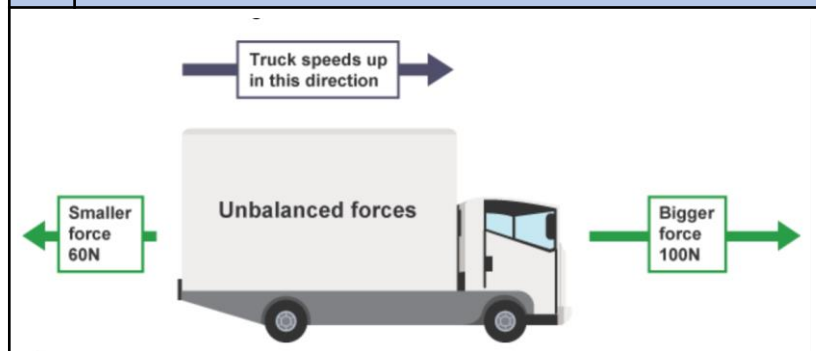 Truck speeds up
in this direction
Unbalanced forces
Smaller
force
60N
Bigger
force
100N